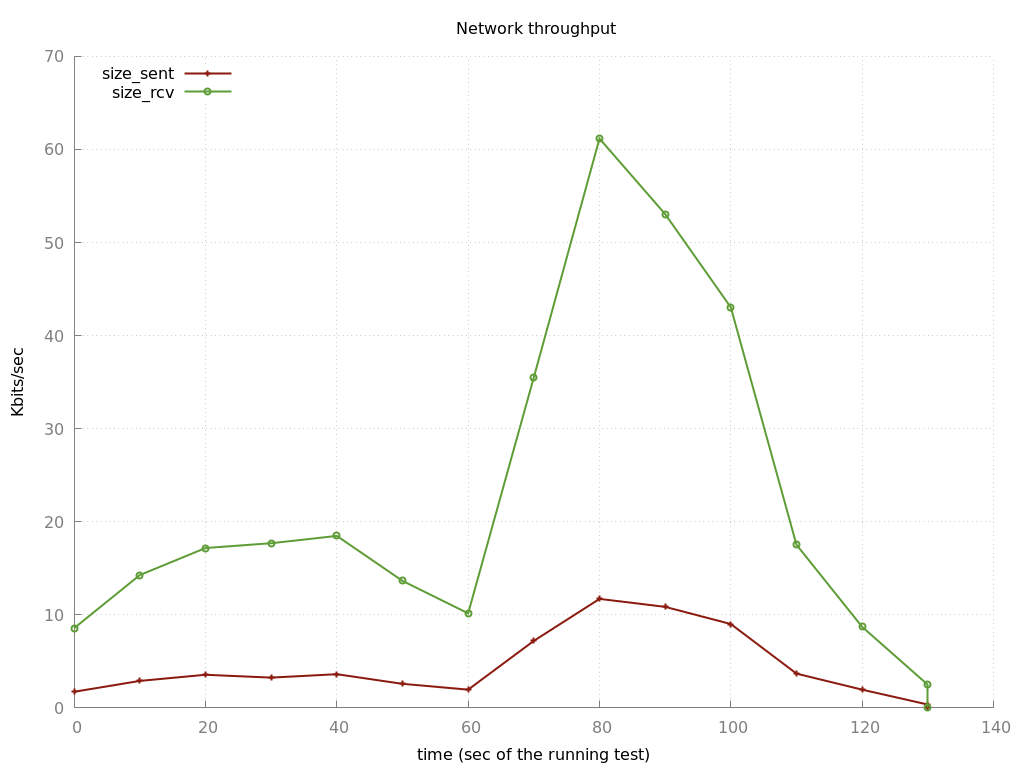 Network throughput
70
size_sent
size_rcv
60
50
40
30
20
10
0
Kbits/sec
0 20 40 60 80 100 120 140
time (sec of the running test)